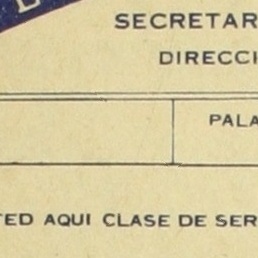 SECRETAR
DIRECCI
PALA
TED AQUI CLASE DE SER